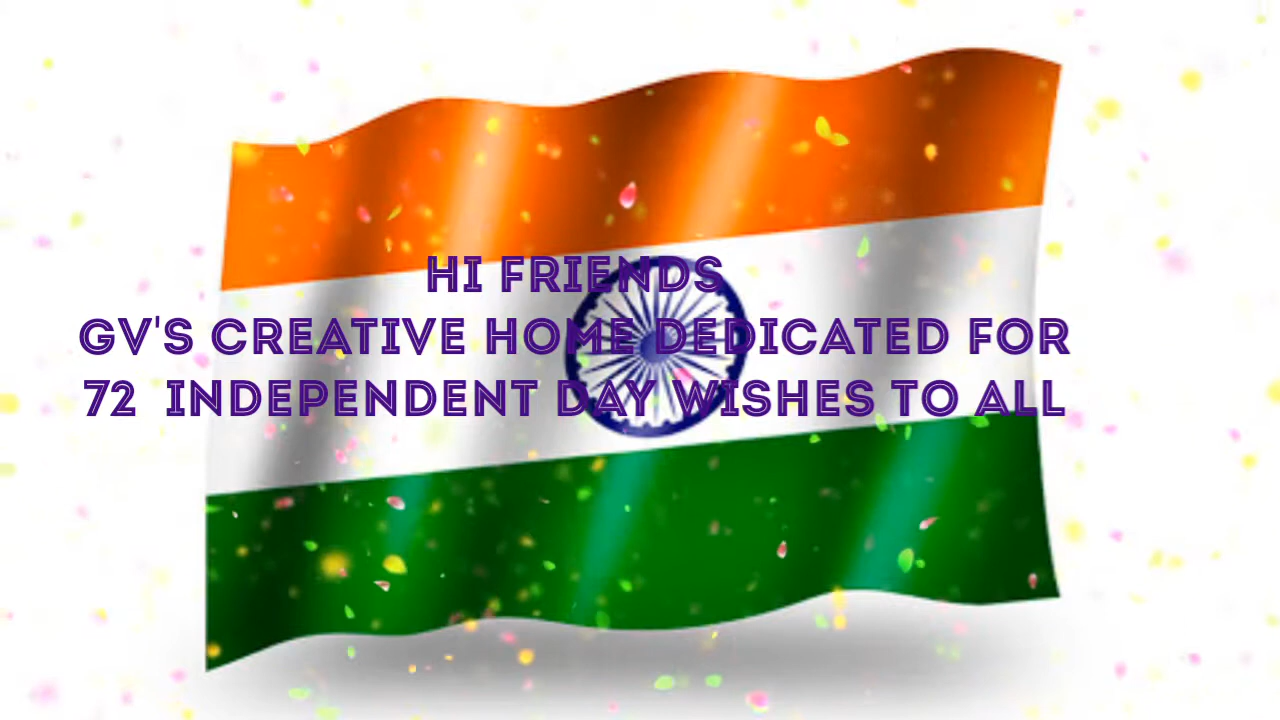 HI FRIENDS
GV'S CREATIVE HOME DEDICATED FOR
72 INDEPENDENT DAY WISHES TO ALL